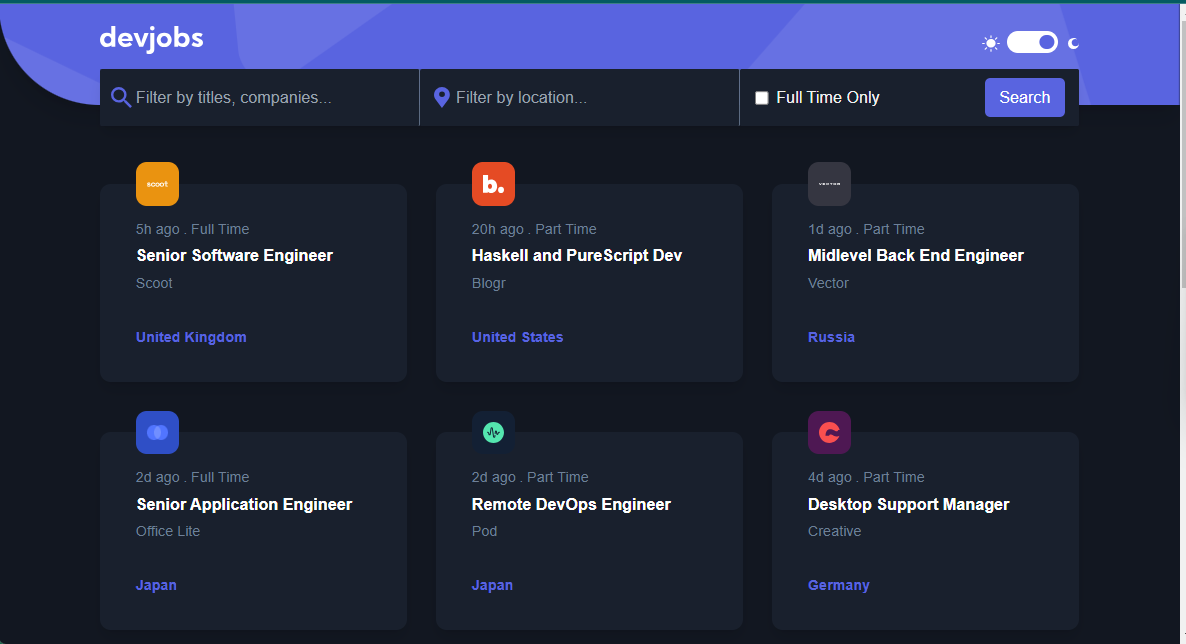 devjobs
Filter by titles, companies...
Filter by location...
Full Time Only
Search
scoot
b.
VECTOR
5h ago . Full Time
20h ago . Part Time
1d ago . Part Time
Senior Software Engineer
Haskell and PureScript Dev
Midlevel Back End Engineer
Scoot
Blogr
Vector
United Kingdom
United States
Russia
2d ago . Full Time
2d ago . Part Time
4d ago . Part Time
Senior Application Engineer
Remote DevOps Engineer
Desktop Support Manager
Office Lite
Pod
Creative
Japan
Japan
Germany